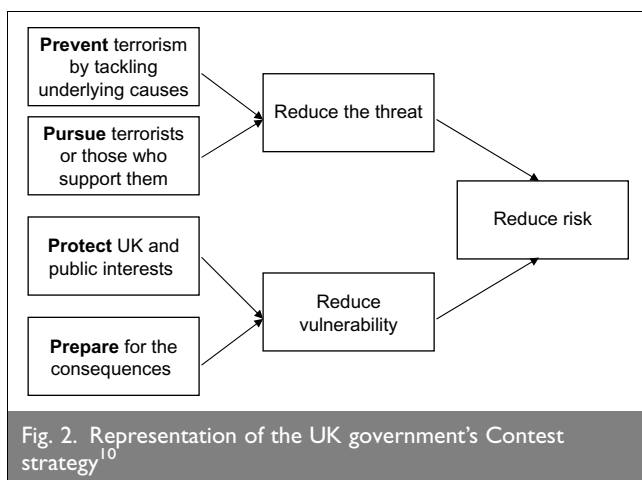 Prevent terrorism
by tackling
underlying causes
Pursue terrorists
or those who
support them
Reduce the threat
Reduce risk
Protect UK and
public interests
Reduce
vulnerability
Prepare for the
consequences
Fig. 2. Representation of the UK government's Contest
strategy10